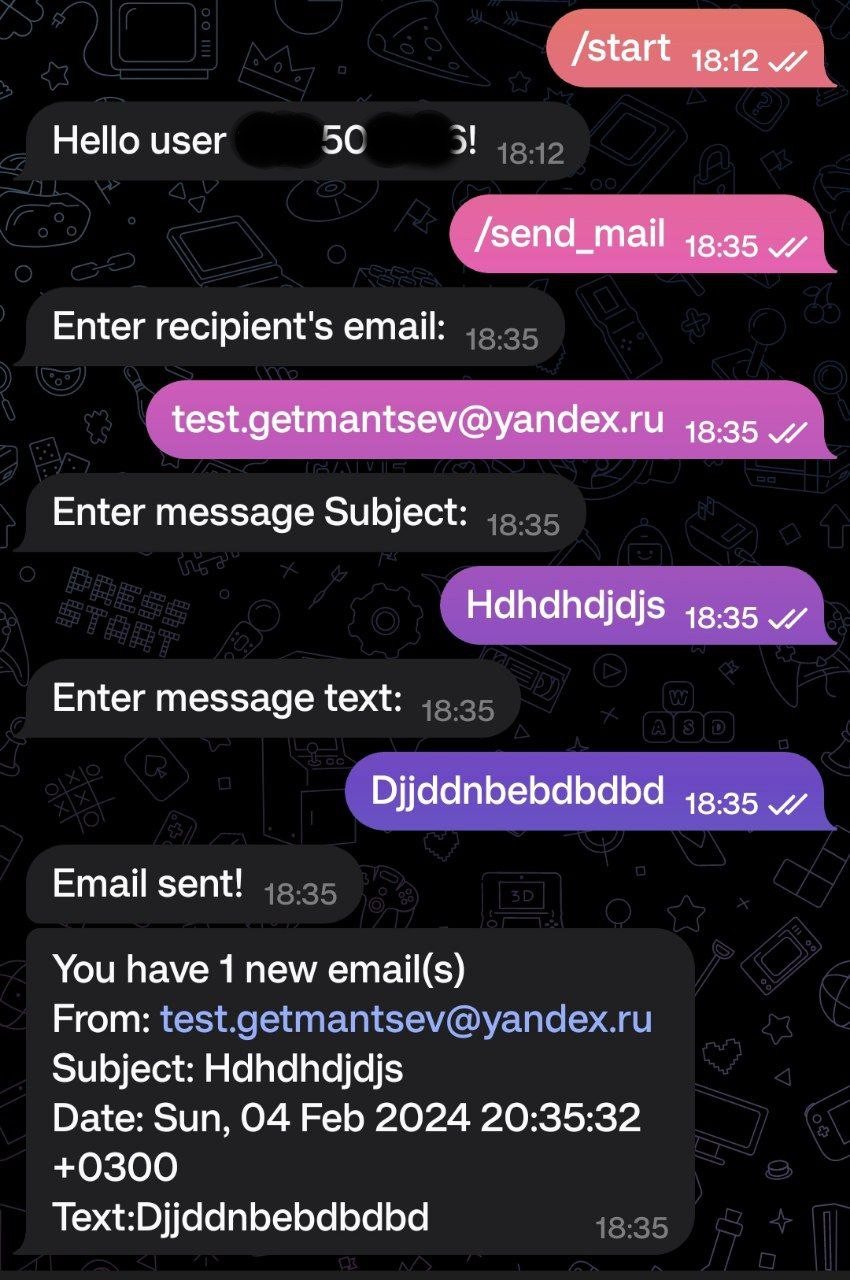 /start 18:12
Hello user 50 6! 18:12
/send_mail 18:35
Enter recipient's email: 18:35
test.getmantsev@yandex.ru 18:35
Enter message Subject: 18:35
Hdhdhdjdjs 18:35
PRESS
START
Enter message text: 18:35
W
A S D
Djjddnbebdbdbd 18:35
Email sent! 18:35
3D
You have 1 new email(s)
From: test.getmantsev@yandex.ru
Subject: Hdhdhdjdjs
Date: Sun, 04 Feb 2024 20:35:32
+0300
Text:Djjddnbebdbdbd 18:35